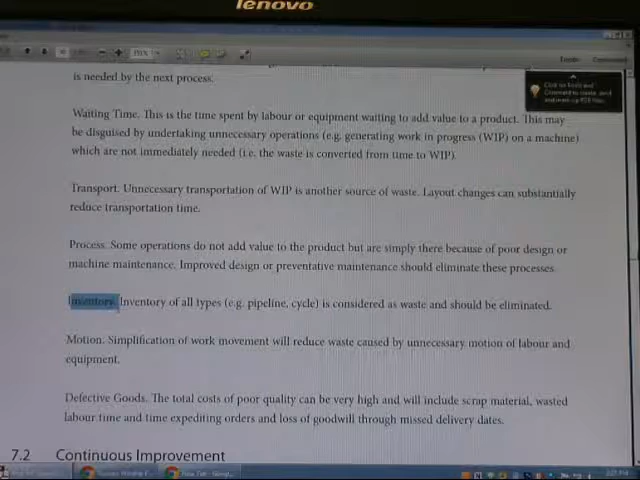 lenovo
is needed by the next process.
Waiting Time. This is the time spent by labour or equipment waiting to add value to a product. This may
be disguised by undertaking unnecessary operations (e.g. generating work in progress (WIP) on a machine)
which are not immediately needed (i.e. the waste is converted from time to WIP).
Transport. Unnecessary transportation of WIP is another source of waste. Layout changes can substantially
reduce transportation time.
Process. Some operations do not add value to the product but are simply there because of poor design or
machine maintenance. Improved design or preventative maintenance should eliminate these processes.
Inventory. Inventory of all types (e.g. pipeline, cycle) is considered as waste and should be eliminated.
Motion. Simplification of work movement will reduce waste caused by unnecessary motion of labour and
equipment.
Defective Goods. The total costs of poor quality can be very high and will include scrap material, wasted
labour time and time expediting orders and loss of goodwill through missed delivery dates.
7.2 Continuous Improvement